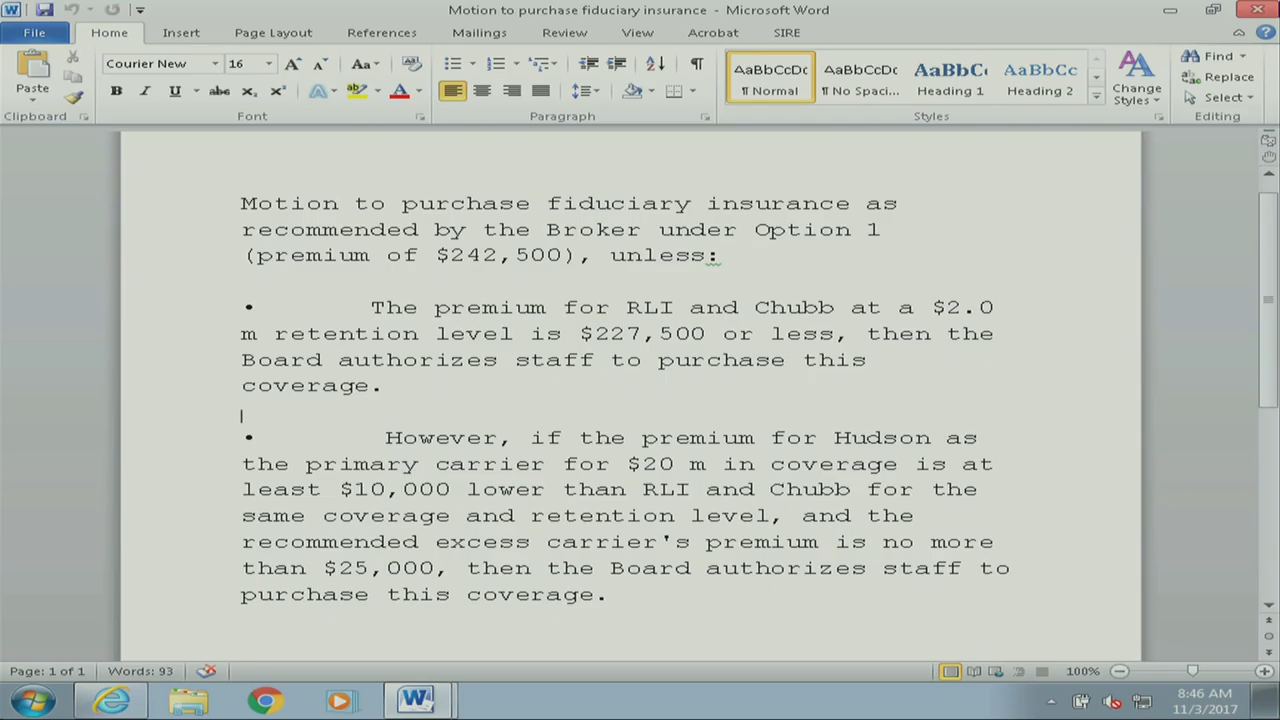 Motion to purchase fiduciary insurance - Microsoft Word
File Home Insert Page Layout References Mailings Review View Acrobat SIRE
Courier New 16 Aa
Paste
B I U abc x₂ x² A
AaBbCcDc AaBbCcDc AaBbC AaBbCc
¶ Normal ¶ No Spaci... Heading 1 Heading 2
Change Styles
Find
Replace
Select
Clipboard Font Paragraph Styles Editing
Motion to purchase fiduciary insurance as
recommended by the Broker under Option 1
(premium of $242,500), unless:
• The premium for RLI and Chubb at a $2.0
m retention level is $227,500 or less, then the
Board authorizes staff to purchase this
coverage.
• However, if the premium for Hudson as
the primary carrier for $20 m in coverage is at
least $10,000 lower than RLI and Chubb for the
same coverage and retention level, and the
recommended excess carrier's premium is no more
than $25,000, then the Board authorizes staff to
purchase this coverage.
Page: 1 of 1 Words: 93 100%
8:46 AM
11/3/2017